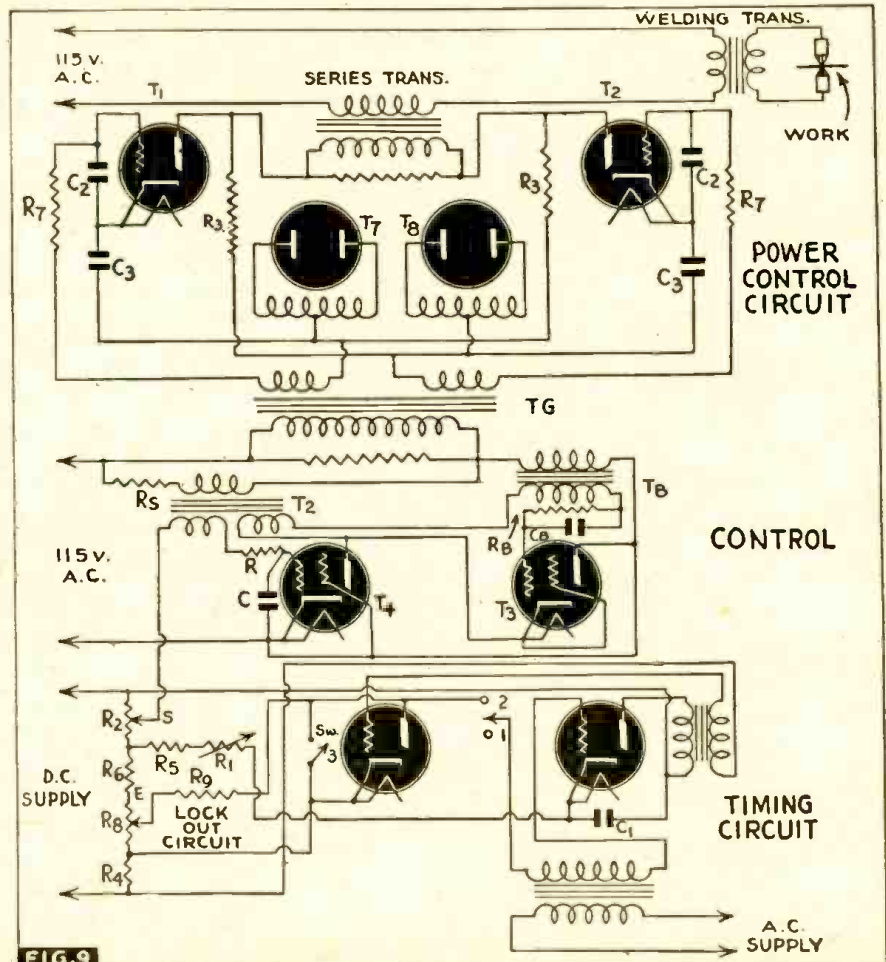 WELDING TRANS.
115 V.
A.C.
T1
SERIES TRANS.
T2
WORK
C2
R7
R3
C3
T7
T8
R3
C2
R7
C3
POWER
CONTROL
CIRCUIT
TG
RS
T2
TB
RB
CB
CONTROL
115 V.
A.C.
R
C
T4
T3
R2
S
R5
R1
Sw.
3
2
1
R6
E
R9
D.C.
SUPPLY
R8
LOCK
OUT
CIRCUIT
R4
C1
TIMING
CIRCUIT
A.C.
SUPPLY
FIG.9